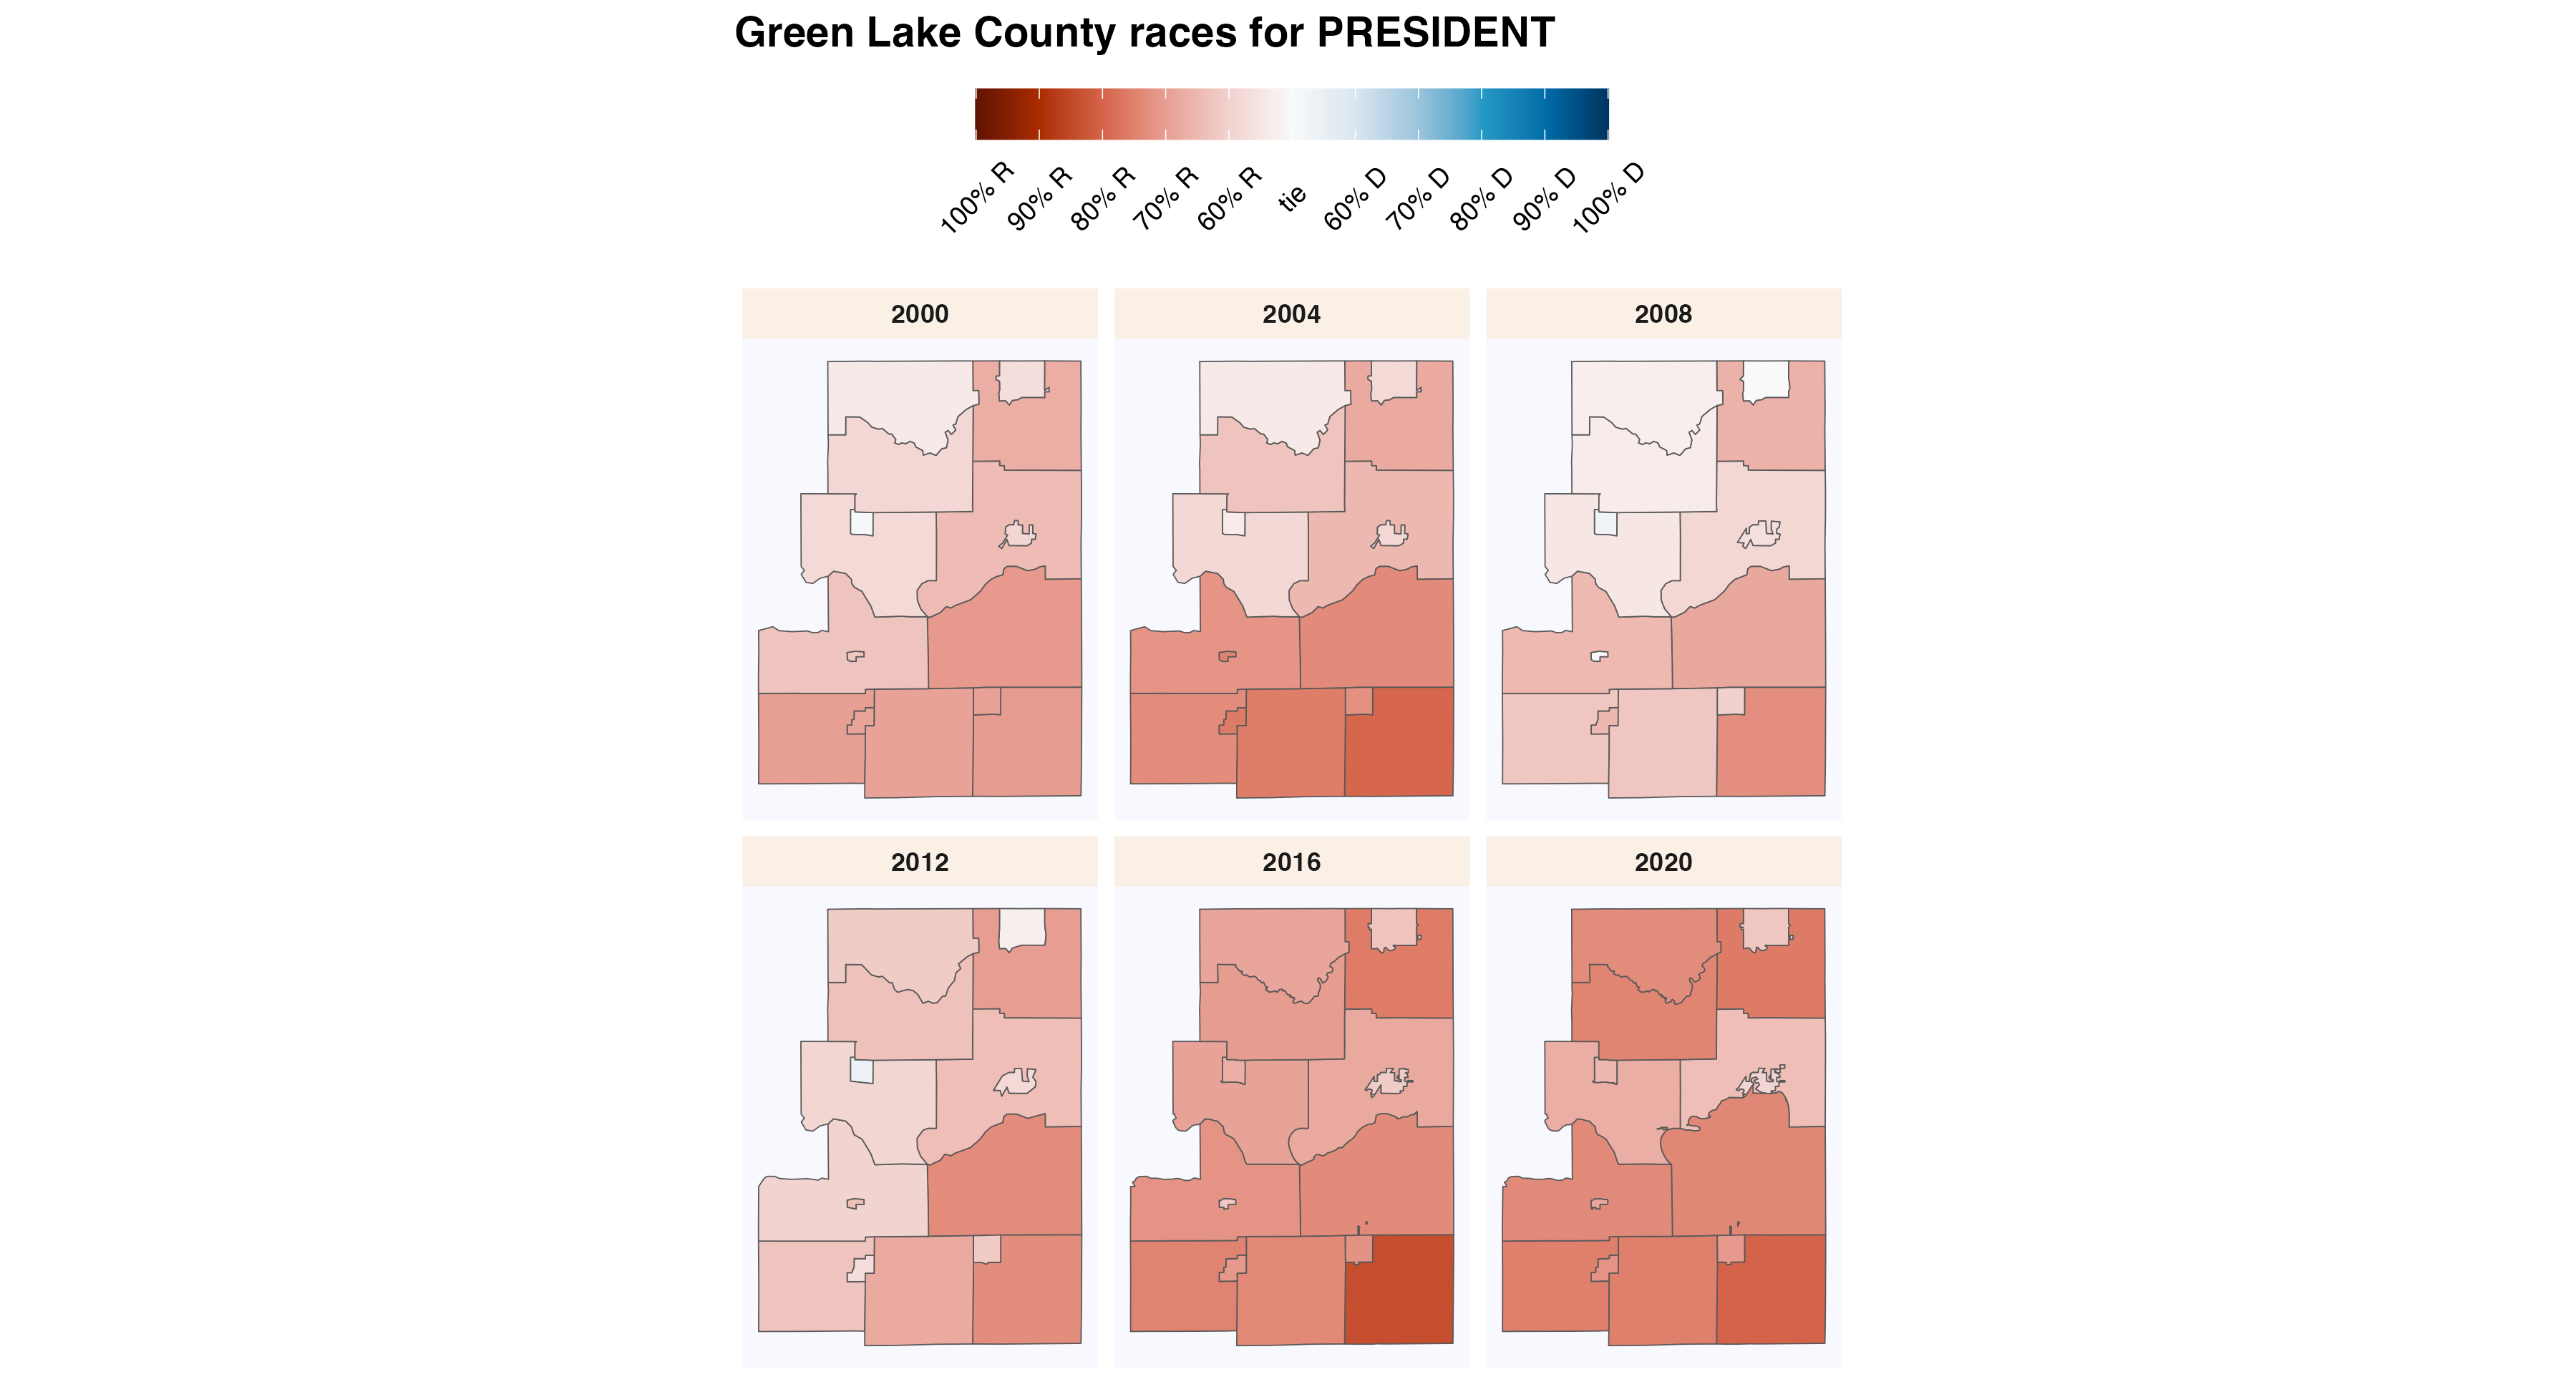 Green Lake County races for PRESIDENT
100% R 90% R 80% R 70% R 60% R tie 60% D 70% D 80% D 90% D 100% D
2000 2004 2008
2012 2016 2020